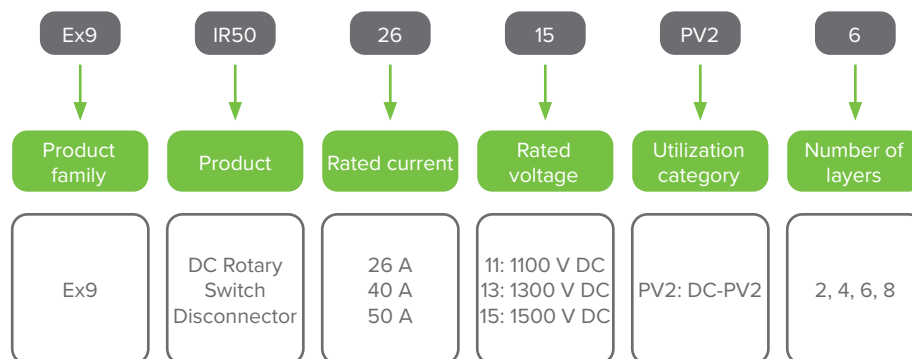 Ex9 IR50 26 15 PV2 6
Product family
Product
Rated current
Rated voltage
Utilization category
Number of layers
Ex9
DC Rotary
Switch
Disconnector
26 A
40 A
50 A
11: 1100 V DC
13: 1300 V DC
15: 1500 V DC
PV2: DC-PV2
2, 4, 6, 8